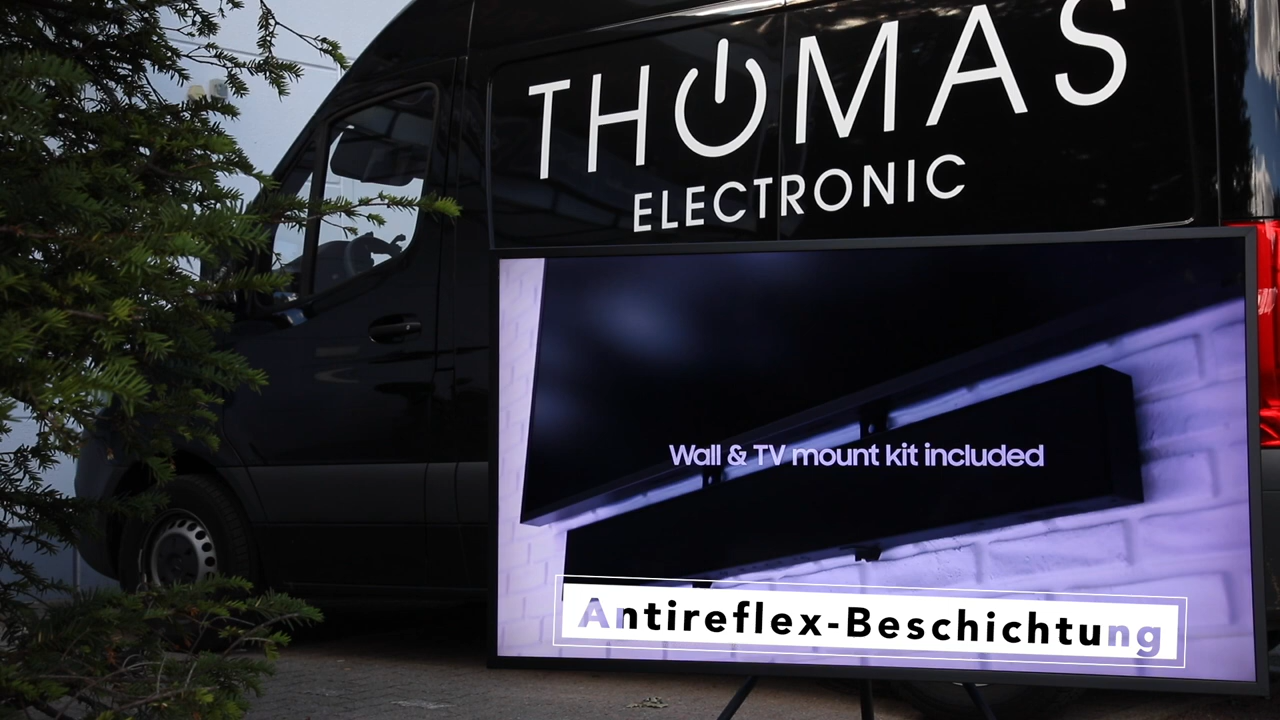 THOMAS
ELECTRONIC
Wall & TV mount kit included
Antireflex-Beschichtung